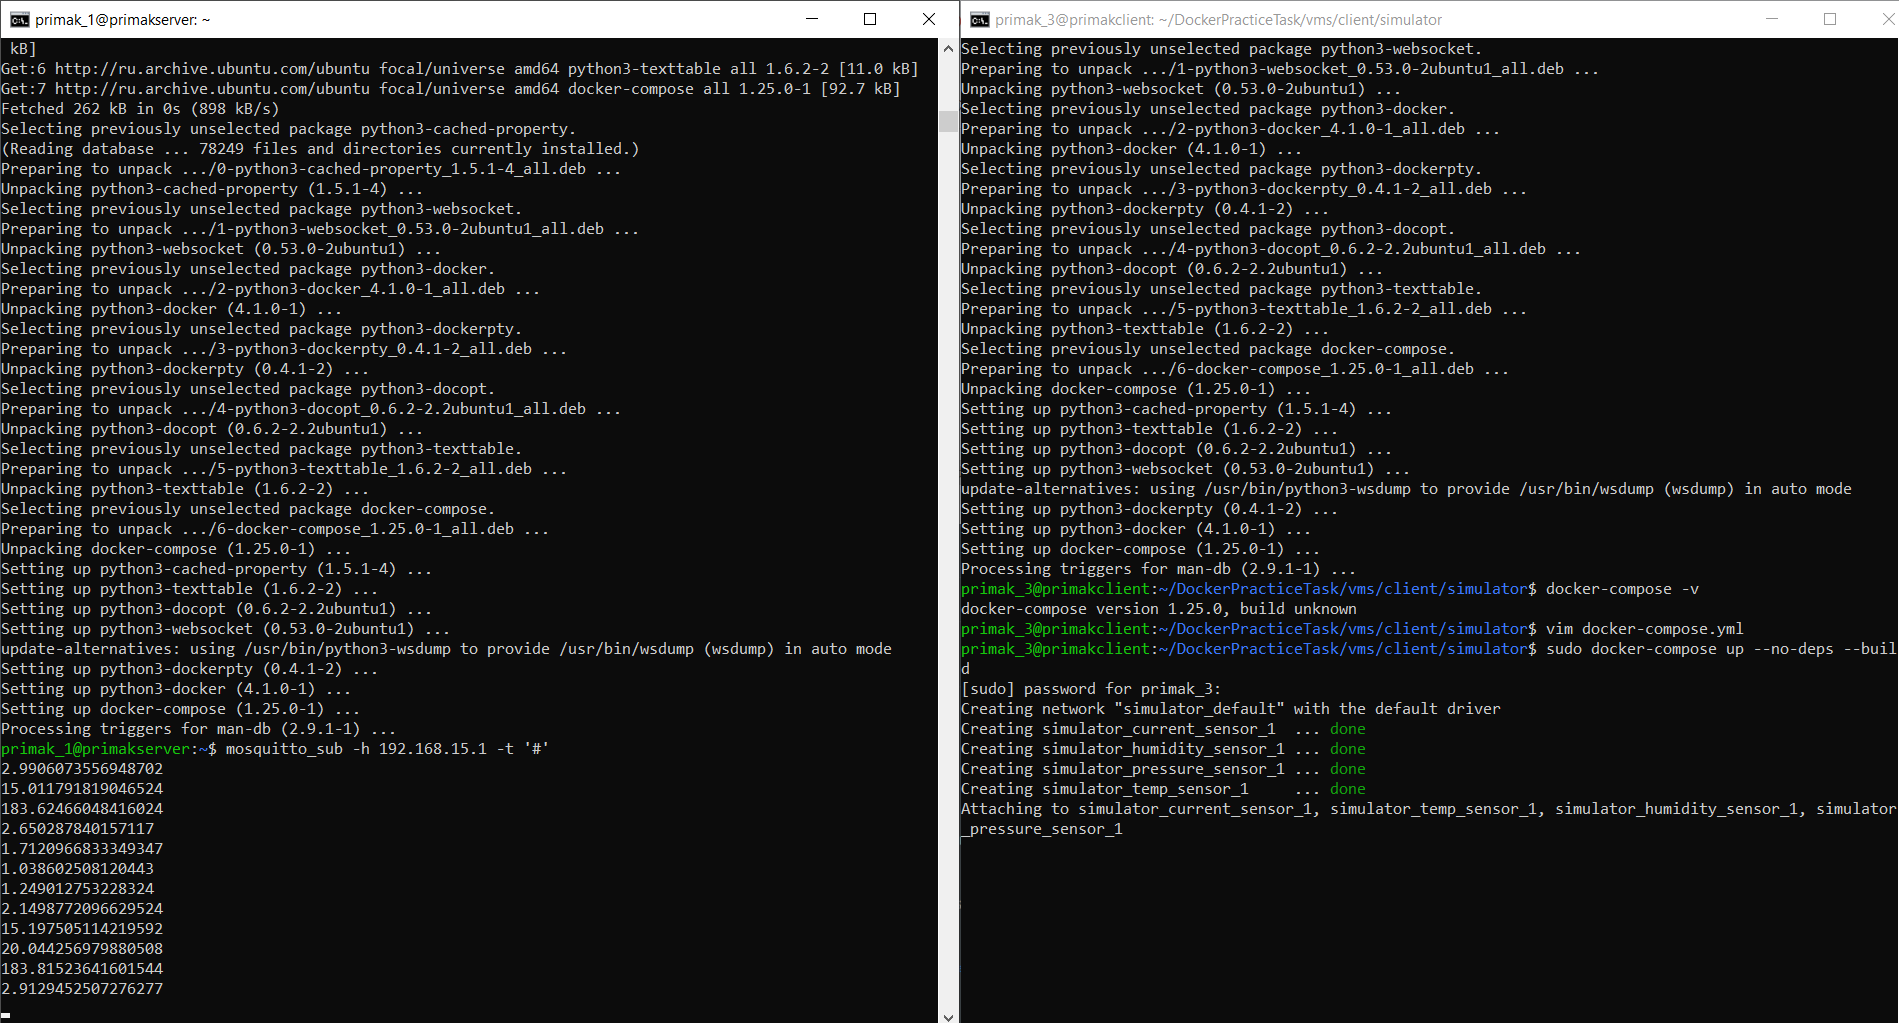 primak_1@primakserver: ~
 kB]
Get:6 http://ru.archive.ubuntu.com/ubuntu focal/universe amd64 python3-texttable all 1.6.2-2 [11.0 kB]
Get:7 http://ru.archive.ubuntu.com/ubuntu focal/universe amd64 docker-compose all 1.25.0-1 [92.7 kB]
Fetched 262 kB in 0s (898 kB/s)
Selecting previously unselected package python3-cached-property.
(Reading database ... 78249 files and directories currently installed.)
Preparing to unpack .../0-python3-cached-property_1.5.1-4_all.deb ...
Unpacking python3-cached-property (1.5.1-4) ...
Selecting previously unselected package python3-websocket.
Preparing to unpack .../1-python3-websocket_0.53.0-2ubuntu1_all.deb ...
Unpacking python3-websocket (0.53.0-2ubuntu1) ...
Selecting previously unselected package python3-docker.
Preparing to unpack .../2-python3-docker_4.1.0-1_all.deb ...
Unpacking python3-docker (4.1.0-1) ...
Selecting previously unselected package python3-dockerpty.
Preparing to unpack .../3-python3-dockerpty_0.4.1-2_all.deb ...
Unpacking python3-dockerpty (0.4.1-2) ...
Selecting previously unselected package python3-docopt.
Preparing to unpack .../4-python3-docopt_0.6.2-2.2ubuntu1_all.deb ...
Unpacking python3-docopt (0.6.2-2.2ubuntu1) ...
Selecting previously unselected package python3-texttable.
Preparing to unpack .../5-python3-texttable_1.6.2-2_all.deb ...
Unpacking python3-texttable (1.6.2-2) ...
Selecting previously unselected package docker-compose.
Preparing to unpack .../6-docker-compose_1.25.0-1_all.deb ...
Unpacking docker-compose (1.25.0-1) ...
Setting up python3-cached-property (1.5.1-4) ...
Setting up python3-texttable (1.6.2-2) ...
Setting up python3-docopt (0.6.2-2.2ubuntu1) ...
Setting up python3-websocket (0.53.0-2ubuntu1) ...
update-alternatives: using /usr/bin/python3-wsdump to provide /usr/bin/wsdump (wsdump) in auto mode
Setting up python3-dockerpty (0.4.1-2) ...
Setting up python3-docker (4.1.0-1) ...
Setting up docker-compose (1.25.0-1) ...
Processing triggers for man-db (2.9.1-1) ...
primak_1@primakserver:~$ mosquitto_sub -h 192.168.15.1 -t '#'
2.9906073556948702
15.011791819046524
183.62466048416024
2.650287840157117
1.7120966833349347
1.038602508120443
1.249012753228324
2.1498772096629524
15.197505114219592
20.044256979880508
183.81523641601544
2.9129452507276277
primak_3@primakclient: ~/DockerPracticeTask/vms/client/simulator
Selecting previously unselected package python3-websocket.
Preparing to unpack .../1-python3-websocket_0.53.0-2ubuntu1_all.deb ...
Unpacking python3-websocket (0.53.0-2ubuntu1) ...
Selecting previously unselected package python3-docker.
Preparing to unpack .../2-python3-docker_4.1.0-1_all.deb ...
Unpacking python3-docker (4.1.0-1) ...
Selecting previously unselected package python3-dockerpty.
Preparing to unpack .../3-python3-dockerpty_0.4.1-2_all.deb ...
Unpacking python3-dockerpty (0.4.1-2) ...
Selecting previously unselected package python3-docopt.
Preparing to unpack .../4-python3-docopt_0.6.2-2.2ubuntu1_all.deb ...
Unpacking python3-docopt (0.6.2-2.2ubuntu1) ...
Selecting previously unselected package python3-texttable.
Preparing to unpack .../5-python3-texttable_1.6.2-2_all.deb ...
Unpacking python3-texttable (1.6.2-2) ...
Selecting previously unselected package docker-compose.
Preparing to unpack .../6-docker-compose_1.25.0-1_all.deb ...
Unpacking docker-compose (1.25.0-1) ...
Setting up python3-cached-property (1.5.1-4) ...
Setting up python3-texttable (1.6.2-2) ...
Setting up python3-docopt (0.6.2-2.2ubuntu1) ...
Setting up python3-websocket (0.53.0-2ubuntu1) ...
update-alternatives: using /usr/bin/python3-wsdump to provide /usr/bin/wsdump (wsdump) in auto mode
Setting up python3-dockerpty (0.4.1-2) ...
Setting up python3-docker (4.1.0-1) ...
Setting up docker-compose (1.25.0-1) ...
Processing triggers for man-db (2.9.1-1) ...
primak_3@primakclient:~/DockerPracticeTask/vms/client/simulator$ docker-compose -v
docker-compose version 1.25.0, build unknown
primak_3@primakclient:~/DockerPracticeTask/vms/client/simulator$ vim docker-compose.yml
primak_3@primakclient:~/DockerPracticeTask/vms/client/simulator$ sudo docker-compose up --no-deps --buil
d
[sudo] password for primak_3:
Creating network "simulator_default" with the default driver
Creating simulator_current_sensor_1  ... done
Creating simulator_humidity_sensor_1 ... done
Creating simulator_pressure_sensor_1 ... done
Creating simulator_temp_sensor_1     ... done
Attaching to simulator_current_sensor_1, simulator_temp_sensor_1, simulator_humidity_sensor_1, simulator
_pressure_sensor_1